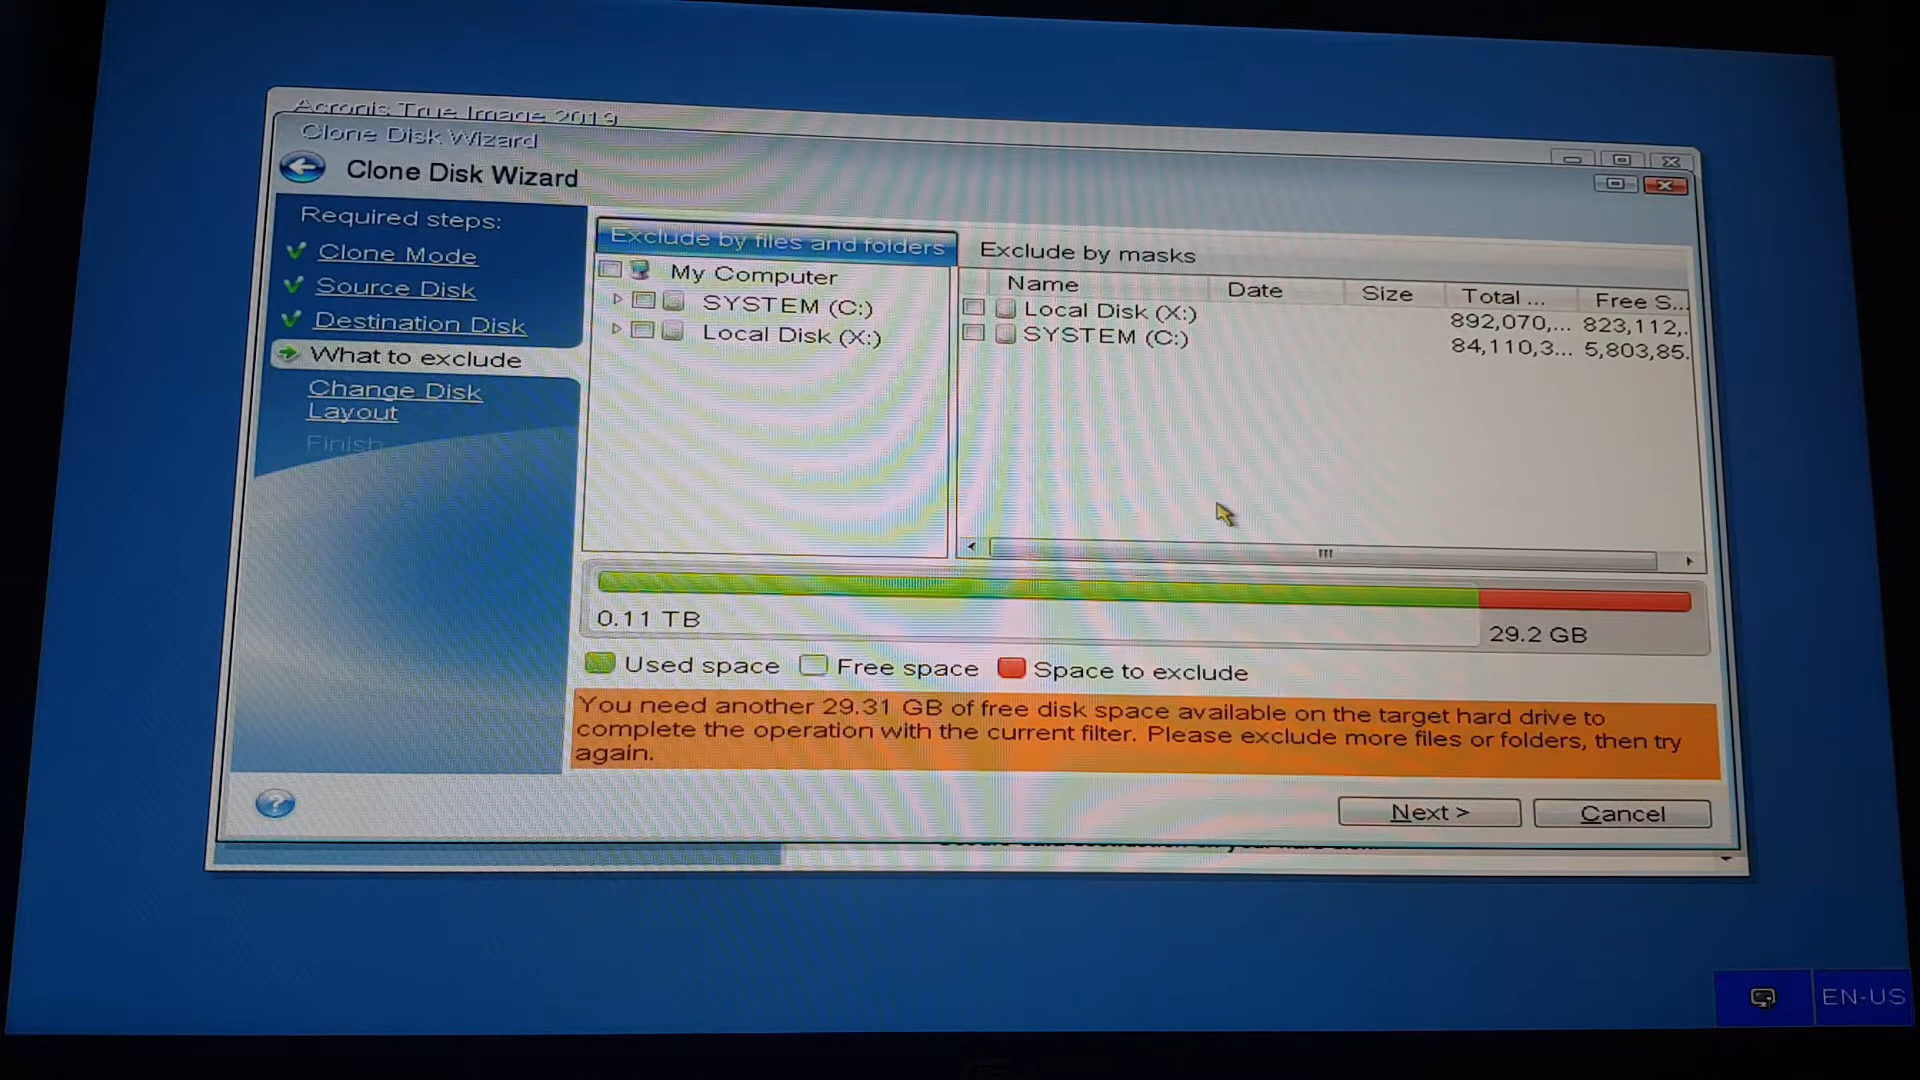 Acronis True Image 2019
Clone Disk Wizard
Clone Disk Wizard
Required steps:
Clone Mode
Source Disk
Destination Disk
What to exclude
Change Disk
Layout
Finish
Exclude by files and folders
Exclude by masks
My Computer
SYSTEM (C:)
Local Disk (X:)
Name Date Size Total ... Free S...
Local Disk (X:) 892,070,... 823,112,.
SYSTEM (C:) 84,110,3... 5,803,85.
0.11 TB
29.2 GB
Used space Free space Space to exclude
You need another 29.31 GB of free disk space available on the target hard drive to
complete the operation with the current filter. Please exclude more files or folders, then try
again.
?
Next >
Cancel
EN-US